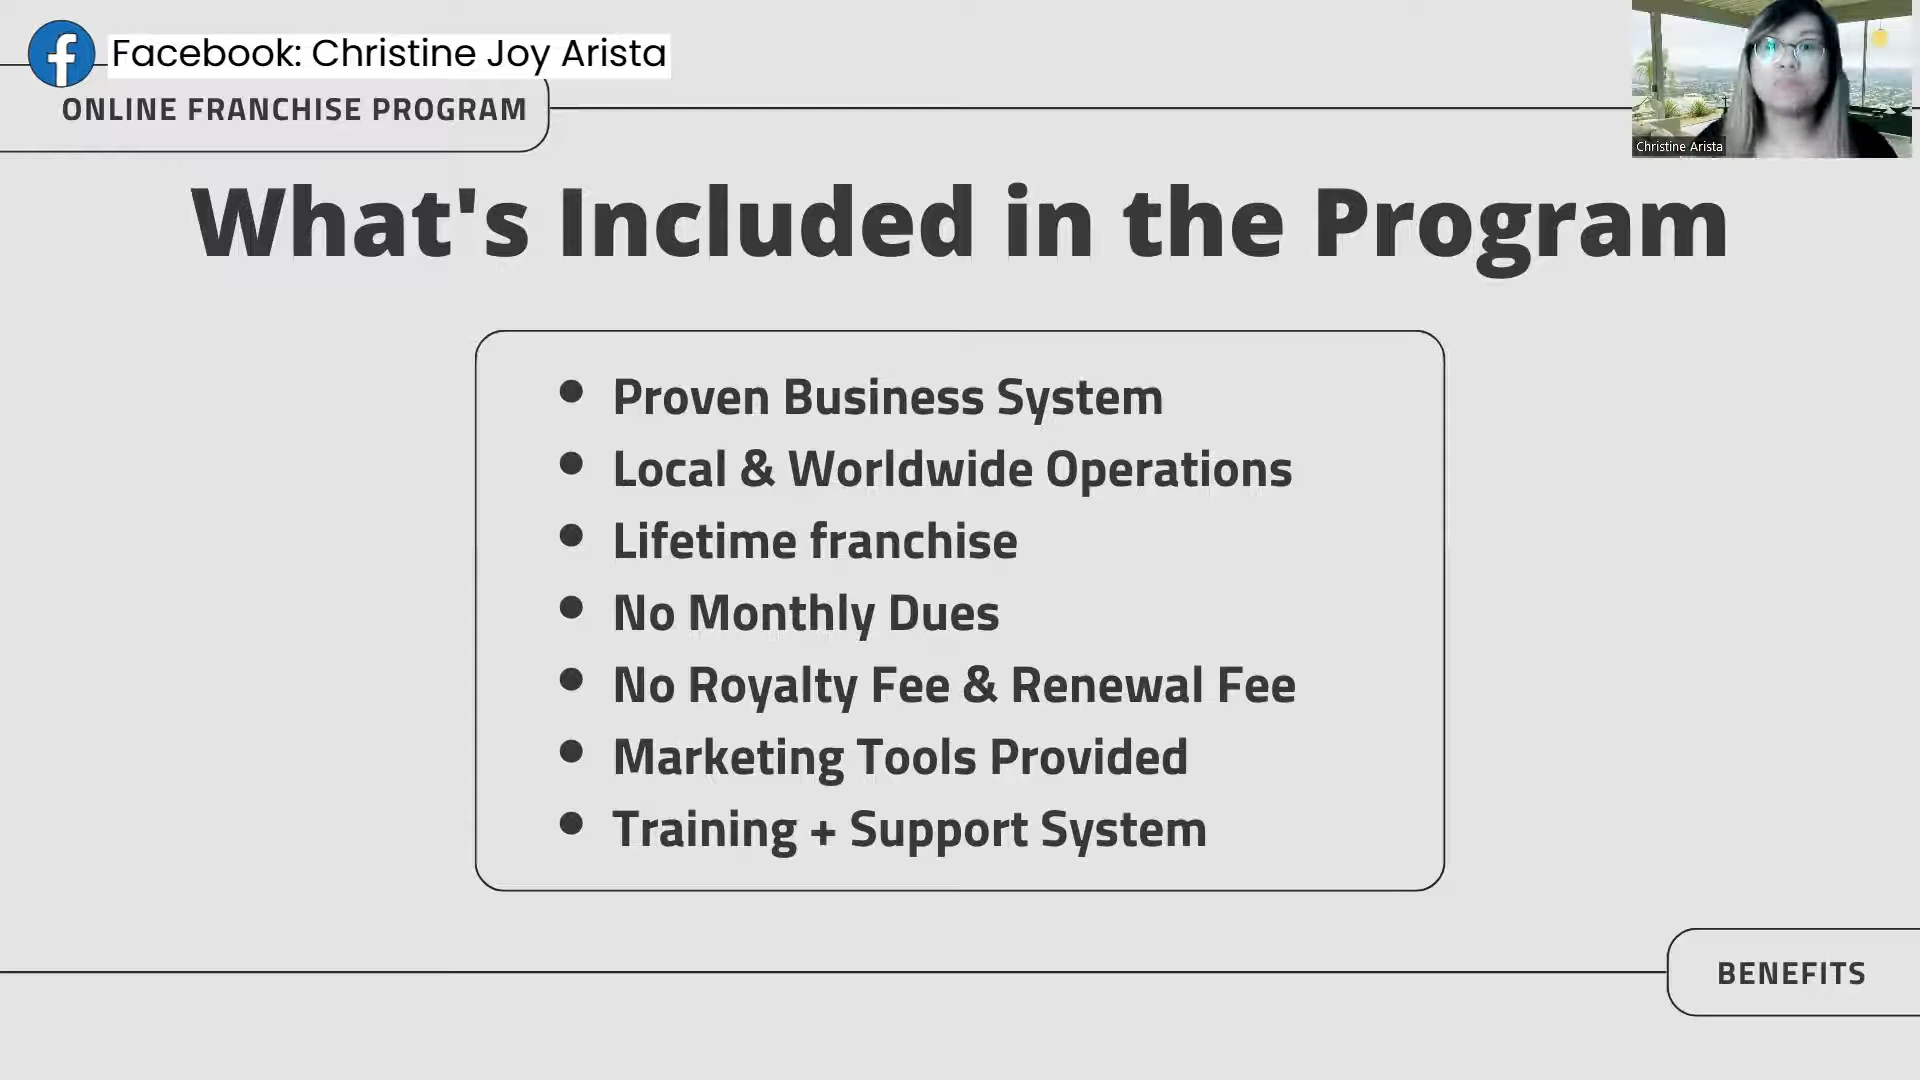 Facebook: Christine Joy Arista
ONLINE FRANCHISE PROGRAM
Christine Arista
What's Included in the Program
• Proven Business System
• Local & Worldwide Operations
• Lifetime franchise
• No Monthly Dues
• No Royalty Fee & Renewal Fee
• Marketing Tools Provided
• Training + Support System
BENEFITS